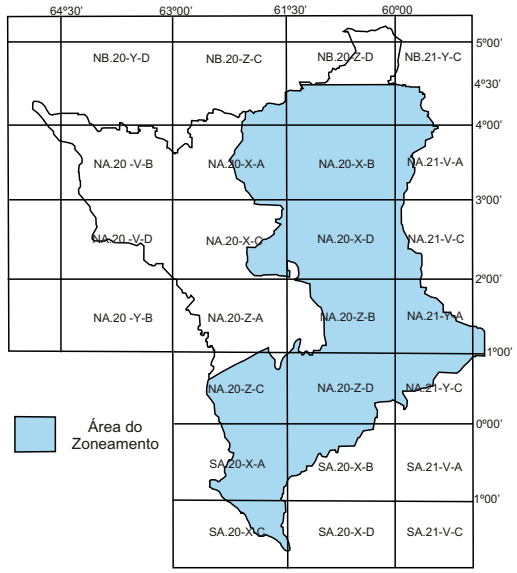 64°30' 63°00' 61°30' 60°00'
5°00'
NB.20-Y-D NB.20-Z-C NB.20-Z-D NB.21-Y-C
4°30'
4°00'
NA.20 -V-B NA.20-X-A NA.20-X-B NA.21-V-A
3°00'
NA.20 -V-D NA.20-X-C NA.20-X-D NA.21-V-C
2°00'
NA.20 -Y-B NA.20-Z-A NA.20-Z-B NA.21-Y-A
1°00'
NA.20-Z-C NA.20-Z-D NA.21-Y-C
0°00'
Área do
Zoneamento
SA.20-X-A SA.20-X-B SA.21-V-A
1°00'
SA.20-X-C SA.20-X-D SA.21-V-C